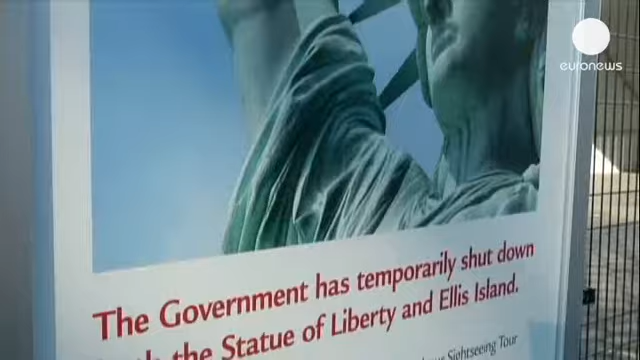 euronews
The Government has temporarily shut down
the Statue of Liberty and Ellis Island.
Sightseeing Tour